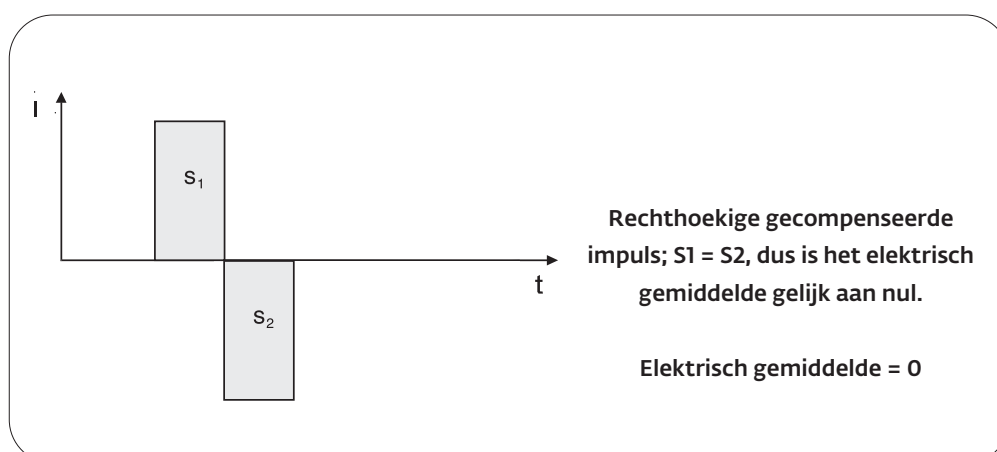 i
S₁
S₂
t
Rechthoekige gecompenseerde
impuls; S1 = S2, dus is het elektrisch
gemiddelde gelijk aan nul.
Elektrisch gemiddelde = 0